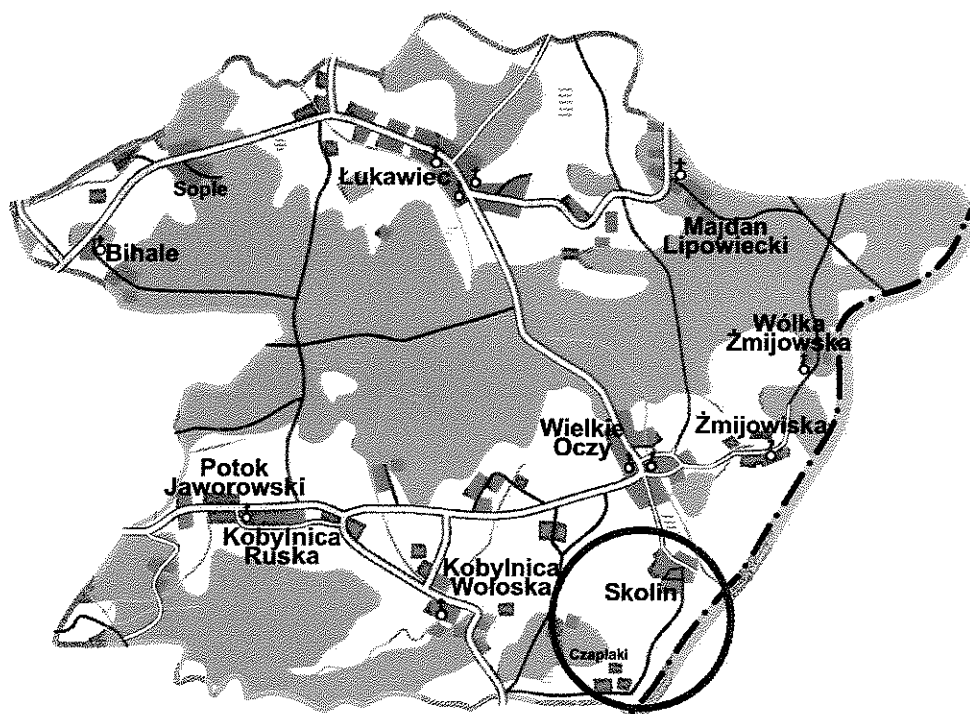 Łukawiec
Sople
Bihale
Majdan
Lipowiecki
Wólka
Żmijowska
Wielkie
Oczy
Żmijowiska
Potok
Jaworowski
Kobylnica
Ruska
Kobylnica
Wołoska
Skolin
Czaplaki